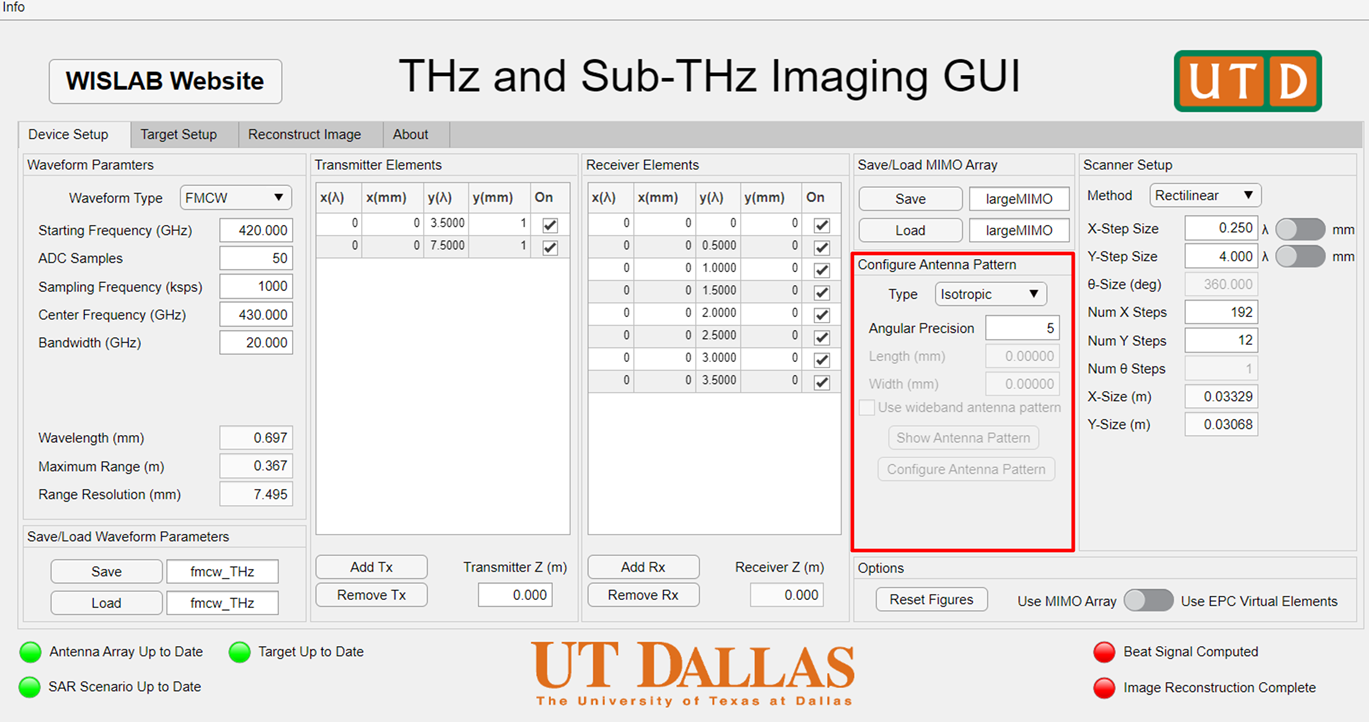 Info
WISLAB Website
THz and Sub-THz Imaging GUI
UTD
Device Setup Target Setup Reconstruct Image About
Waveform Paramters
Waveform Type FMCW
Starting Frequency (GHz) 420.000
ADC Samples 50
Sampling Frequency (ksps) 1000
Center Frequency (GHz) 430.000
Bandwidth (GHz) 20.000
Wavelength (mm) 0.697
Maximum Range (m) 0.367
Range Resolution (mm) 7.495
Save/Load Waveform Parameters
Save fmcw_THz
Load fmcw_THz
Transmitter Elements
x(λ) x(mm) y(λ) y(mm) On
0 0 3.5000 1
0 0 7.5000 1
Add Tx Transmitter Z (m)
Remove Tx 0.000
Receiver Elements
x(λ) x(mm) y(λ) y(mm) On
0 0 0 0
0 0 0.5000 0
0 0 1.0000 0
0 0 1.5000 0
0 0 2.0000 0
0 0 2.5000 0
0 0 3.0000 0
0 0 3.5000 0
Add Rx Receiver Z (m)
Remove Rx 0.000
Save/Load MIMO Array
Save largeMIMO
Load largeMIMO
Configure Antenna Pattern
Type Isotropic
Angular Precision 5
Length (mm) 0.00000
Width (mm) 0.00000
Use wideband antenna pattern
Show Antenna Pattern
Configure Antenna Pattern
Scanner Setup
Method Rectilinear
X-Step Size 0.250 λ mm
Y-Step Size 4.000 λ mm
θ-Size (deg) 360.000
Num X Steps 192
Num Y Steps 12
Num θ Steps 1
X-Size (m) 0.03329
Y-Size (m) 0.03068
Options
Reset Figures Use MIMO Array Use EPC Virtual Elements
Antenna Array Up to Date Target Up to Date
SAR Scenario Up to Date
UT DALLAS
The University of Texas at Dallas
Beat Signal Computed
Image Reconstruction Complete